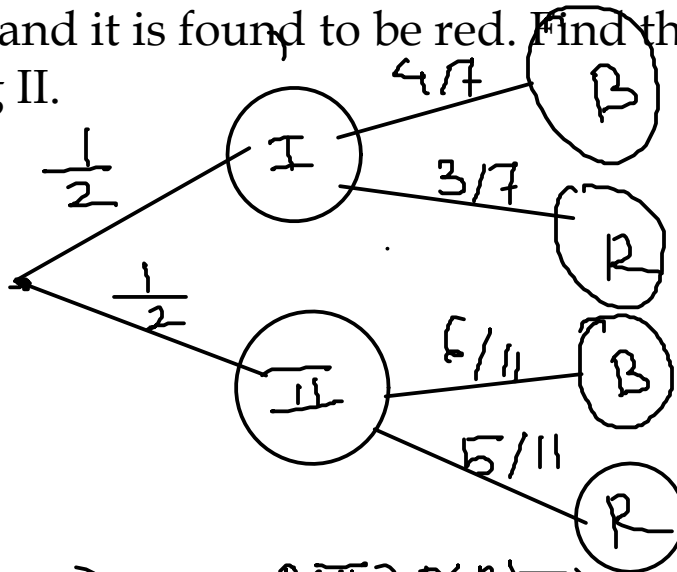 and it is found to be red. Find th
g II.
4/7
B
1/2
I
3/7
R
1/2
6/11
B
II
5/11
R